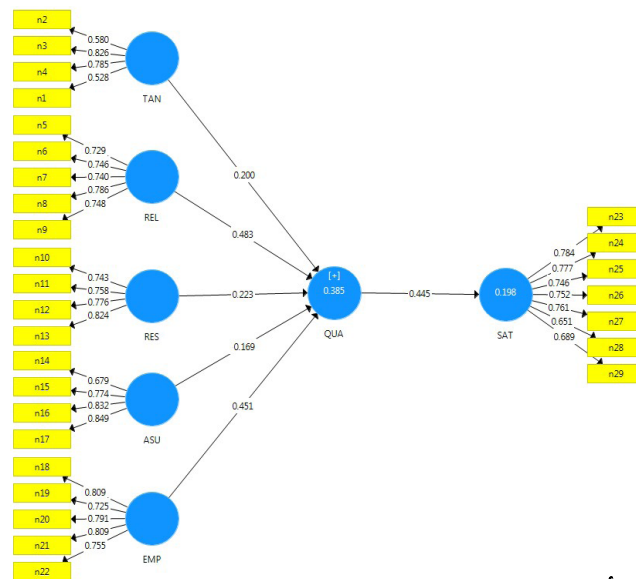 n2
n3
n4
n1
0.580
0.826
0.785
0.528
TAN
n5
n6
n7
n8
n9
0.729
0.746
0.740
0.786
0.748
REL
n10
n11
n12
n13
0.743
0.758
0.776
0.824
RES
n14
n15
n16
n17
0.679
0.774
0.832
0.849
ASU
n18
n19
n20
n21
n22
0.809
0.725
0.791
0.809
0.755
EMP
0.200
0.483
0.223
0.169
0.451
[+]
0.385
QUA
0.445
0.198
SAT
0.784
0.777
0.746
0.752
0.761
0.651
0.689
n23
n24
n25
n26
n27
n28
n29